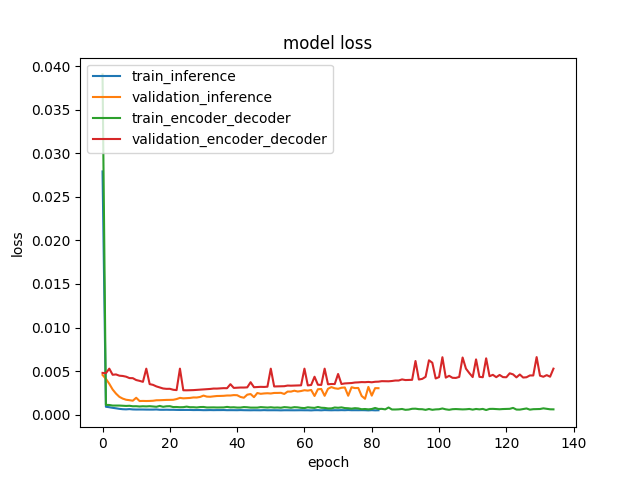 model loss
train_inference
validation_inference
train_encoder_decoder
validation_encoder_decoder
0.040
0.035
0.030
0.025
0.020
0.015
0.010
0.005
0.000
loss
0 20 40 60 80 100 120 140
epoch